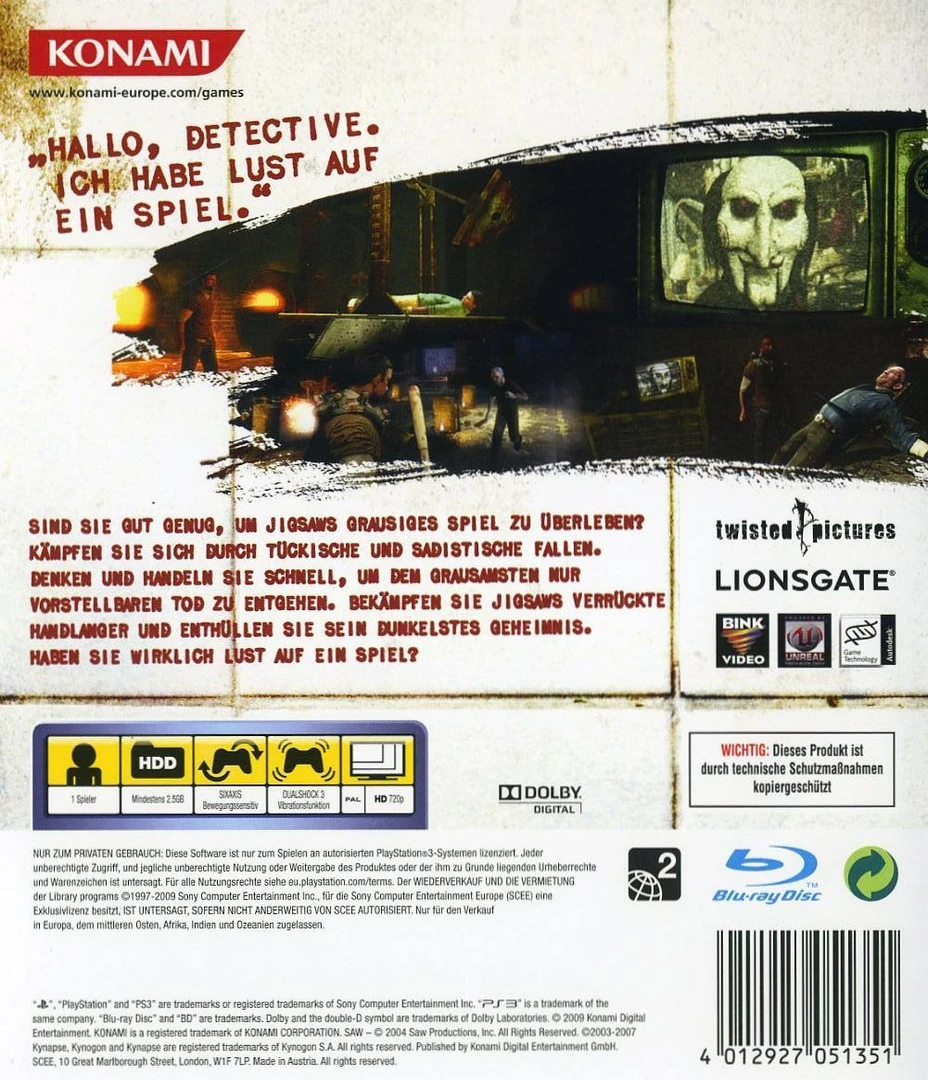 KONAMI
www.konami-europe.com/games
„HALLO, DETECTIVE.
ICH HABE LUST AUF
EIN SPIEL.“
SIND SIE GUT GENUG, UM JIGSAWS GRAUSIGES SPIEL ZU ÜBERLEBEN?
KÄMPFEN SIE SICH DURCH TÜCKISCHE UND SADISTISCHE FALLEN.
DENKEN UND HANDELN SIE SCHNELL, UM DEM GRAUSAMSTEN NUR
VORSTELLBAREN TOD ZU ENTGEHEN. BEKÄMPFEN SIE JIGSAWS VERRÜCKTE
HANDLANGER UND ENTHÜLLEN SIE SEIN DUNKELSTES GEHEIMNIS.
HABEN SIE WIRKLICH LUST AUF EIN SPIEL?
twisted pictures
LIONSGATE®
BINK
VIDEO
UNREAL
Game
Technology
Autodesk
HDD
1 Spieler
Mindestens 2.5GB
SIXAXIS
Bewegungssensitiv
DUALSHOCK 3
Vibrationsfunktion
PAL
HD 720p
DOLBY
DIGITAL
WICHTIG: Dieses Produkt ist
durch technische Schutzmaßnahmen
kopiergeschützt
NUR ZUM PRIVATEN GEBRAUCH: Diese Software ist nur zum Spielen an autorisierten PlayStation®3-Systemen lizenziert. Jeder
unberechtigte Zugriff, und jegliche unberechtigte Nutzung oder Weitergabe des Produktes oder der ihm zu Grunde liegenden Urheberrechte
und Warenzeichen ist untersagt. Für alle Nutzungsrechte siehe eu.playstation.com/terms. Der WIEDERVERKAUF UND DIE VERMIETUNG
der Library programs ©1997-2009 Sony Computer Entertainment Inc., für die Sony Computer Entertainment Europe (SCEE) eine
Exklusivlizenz besitzt, IST UNTERSAGT, SOFERN NICHT ANDERWEITIG VON SCEE AUTORISIERT. Nur für den Verkauf
in Europa, dem mittleren Osten, Afrika, Indien und Ozeanien zugelassen.
2
Blu-ray Disc™
“ ”, “PlayStation” and “PS3” are trademarks or registered trademarks of Sony Computer Entertainment Inc. “PS3” is a trademark of the
same company. “Blu-ray Disc” and “BD” are trademarks. Dolby and the double-D symbol are trademarks of Dolby Laboratories. © 2009 Konami Digital
Entertainment. KONAMI is a registered trademark of KONAMI CORPORATION. SAW – © 2004 Saw Productions, Inc. All Rights Reserved. ©2003-2007
Kynapse, Kynogon and Kynapse are registered trademarks of Kynogon S.A. All rights reserved. Published by Konami Digital Entertainment GmbH.
SCEE, 10 Great Marlborough Street, London, W1F 7LP. Made in Austria. All rights reserved.
4 012927 051351